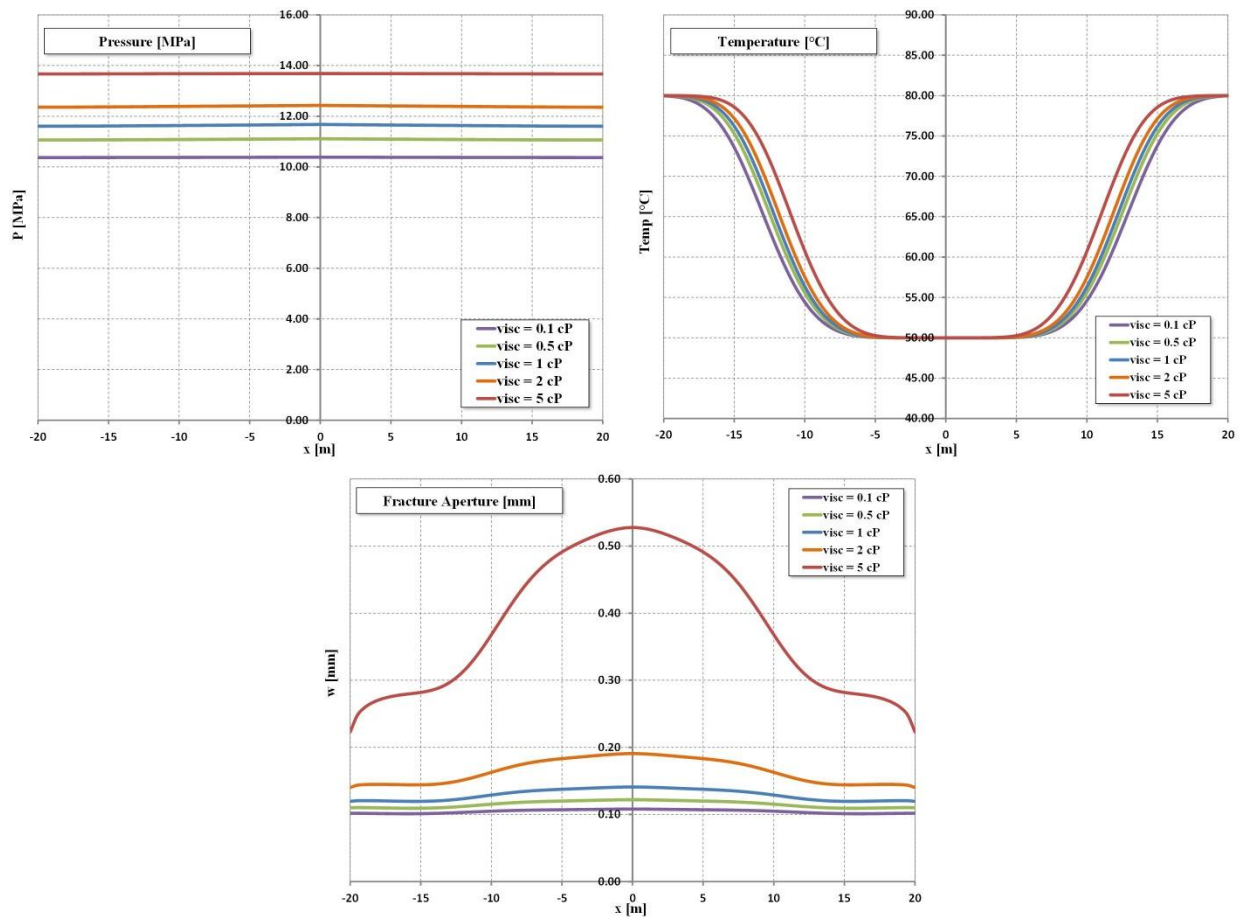 Pressure [MPa]
16.00
14.00
12.00
10.00
8.00
6.00
4.00
2.00
0.00
P [MPa]
visc = 0.1 cP
visc = 0.5 cP
visc = 1 cP
visc = 2 cP
visc = 5 cP
-20 -15 -10 -5 0 5 10 15 20
x [m]
Temperature [°C]
90.00
85.00
80.00
75.00
70.00
65.00
60.00
55.00
50.00
45.00
40.00
Temp [°C]
visc = 0.1 cP
visc = 0.5 cP
visc = 1 cP
visc = 2 cP
visc = 5 cP
-20 -15 -10 -5 0 5 10 15 20
x [m]
Fracture Aperture [mm]
0.60
0.50
0.40
0.30
0.20
0.10
0.00
w [mm]
visc = 0.1 cP
visc = 0.5 cP
visc = 1 cP
visc = 2 cP
visc = 5 cP
-20 -15 -10 -5 0 5 10 15 20
x [m]